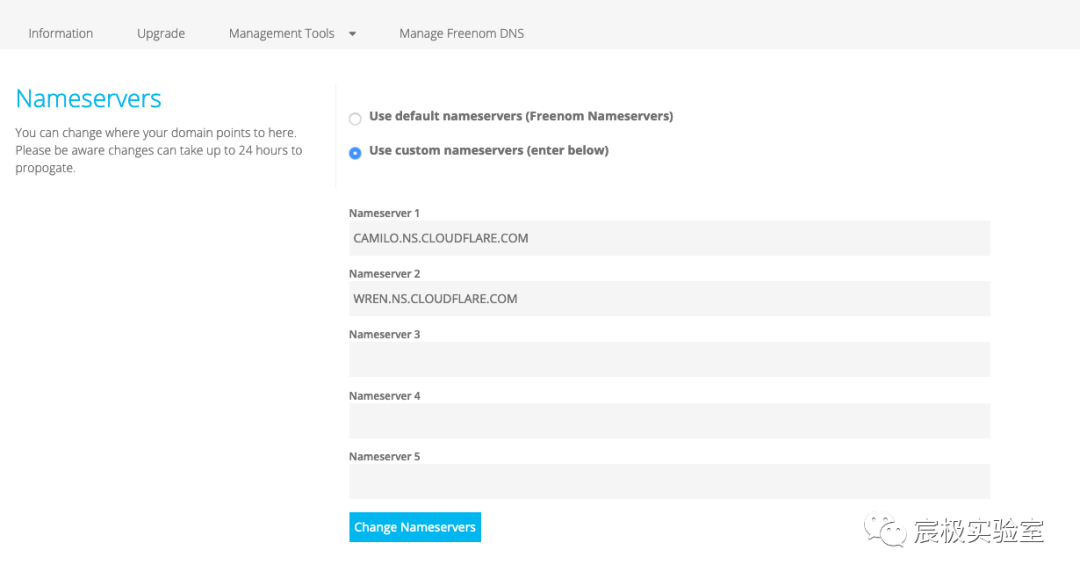 Information Upgrade Management Tools Manage Freenom DNS
Nameservers
You can change where your domain points to here.
Please be aware changes can take up to 24 hours to
propogate.
Use default nameservers (Freenom Nameservers)
Use custom nameservers (enter below)
Nameserver 1
CAMILO.NS.CLOUDFLARE.COM
Nameserver 2
WREN.NS.CLOUDFLARE.COM
Nameserver 3
Nameserver 4
Nameserver 5
Change Nameservers
宸极实验室